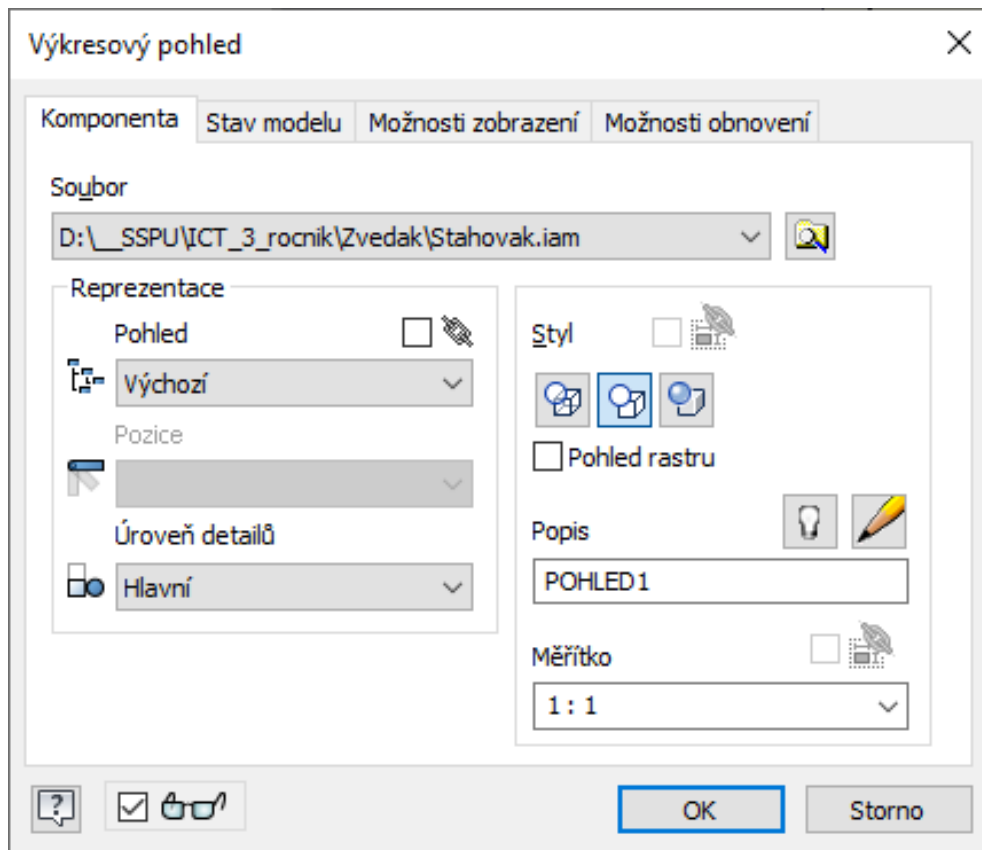 Výkresový pohled
Komponenta Stav modelu Možnosti zobrazení Možnosti obnovení
Soubor
D:\__SSPU\ICT_3_rocnik\Zvedak\Stahovak.iam
Reprezentace
Pohled
Výchozí
Pozice
Úroveň detailů
Hlavní
Styl
Pohled rastru
Popis
POHLED1
Měřítko
1 : 1
OK Storno